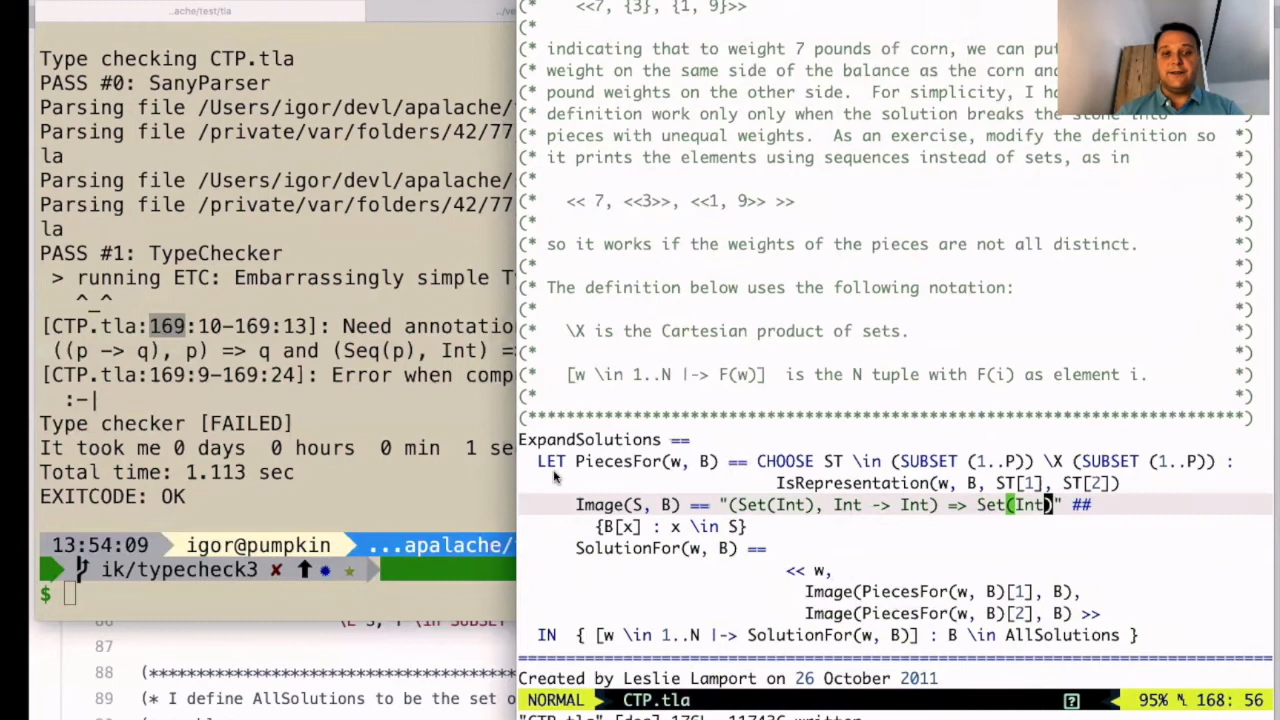 ..ache/test/tla
../ve
Type checking CTP.tla
PASS #0: SanyParser
Parsing file /Users/igor/devl/apalache/
Parsing file /private/var/folders/42/77
la
Parsing file /Users/igor/devl/apalache/
Parsing file /private/var/folders/42/77
la
PASS #1: TypeChecker
> running ETC: Embarrassingly simple T
^_^
[CTP.tla:169:10-169:13]: Need annotatio
((p -> q), p) => q and (Seq(p), Int) =
[CTP.tla:169:9-169:24]: Error when comp
:-|
Type checker [FAILED]
It took me 0 days 0 hours 0 min 1 se
Total time: 1.113 sec
EXITCODE: OK
13:54:09 igor@pumpkin ...apalache/
ik/typecheck3 ✘ ⬆ ✹ ★
$
87
(************************************
89 (* I define AllSolutions to be the set o
<<7, {3}, {1, 9}>>
(*
(* indicating that to weight 7 pounds of corn, we can put
(* weight on the same side of the balance as the corn and
(* pound weights on the other side. For simplicity, I ha
(* definition work only only when the solution breaks the stone into
(* pieces with unequal weights. As an exercise, modify the definition so *)
(* it prints the elements using sequences instead of sets, as in *)
(* *)
(* << 7, <<3>>, <<1, 9>> >> *)
(* *)
(* so it works if the weights of the pieces are not all distinct. *)
(* *)
(* The definition below uses the following notation: *)
(* *)
(* \X is the Cartesian product of sets. *)
(* *)
(* [w \in 1..N |-> F(w)] is the N tuple with F(i) as element i. *)
(* *)
(***************************************************************************)
ExpandSolutions ==
LET PiecesFor(w, B) == CHOOSE ST \in (SUBSET (1..P)) \X (SUBSET (1..P)) :
IsRepresentation(w, B, ST[1], ST[2])
Image(S, B) == "(Set(Int), Int -> Int) => Set(Int)" ##
{B[x] : x \in S}
SolutionFor(w, B) ==
<< w,
Image(PiecesFor(w, B)[1], B),
Image(PiecesFor(w, B)[2], B) >>
IN { [w \in 1..N |-> SolutionFor(w, B)] : B \in AllSolutions }
=============================================================================
Created by Leslie Lamport on 26 October 2011
NORMAL CTP.tla 95% 168: 56